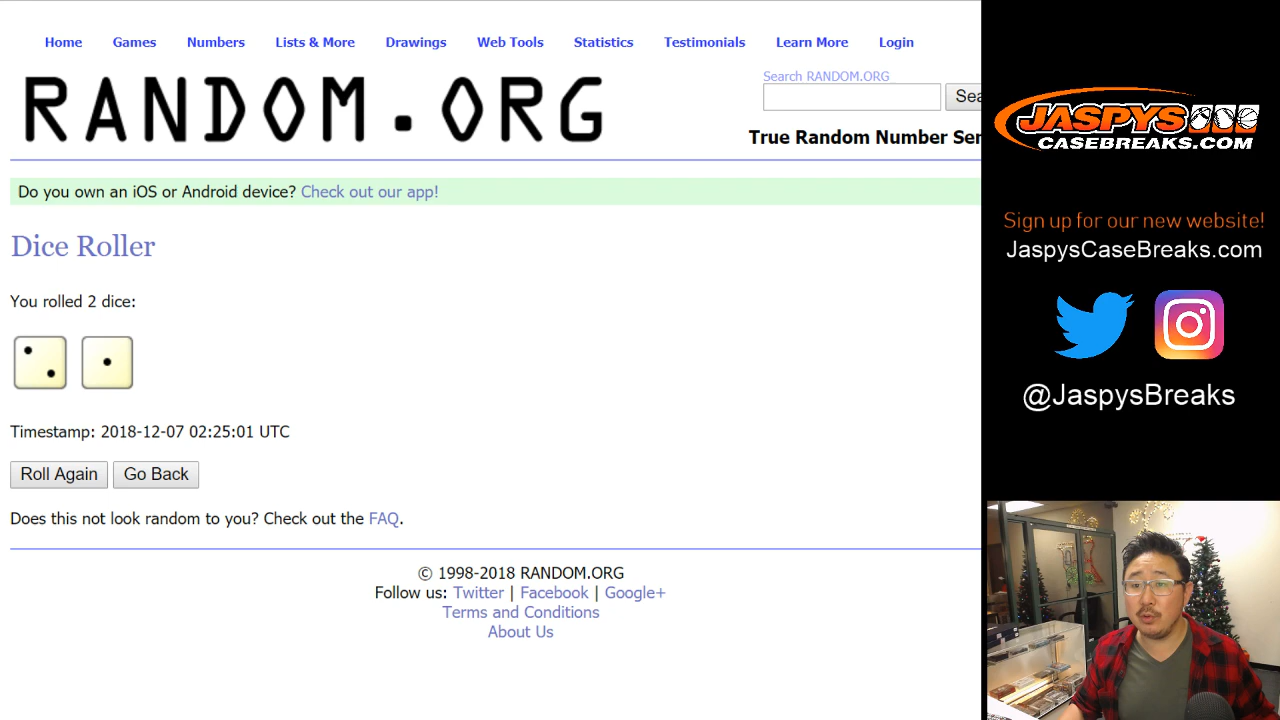 Home Games Numbers Lists & More Drawings Web Tools Statistics Testimonials Learn More Login
RANDOM.ORG
Search RANDOM.ORG
Sea
True Random Number Ser
Do you own an iOS or Android device? Check out our app!
Dice Roller
You rolled 2 dice:
Timestamp: 2018-12-07 02:25:01 UTC
Roll Again Go Back
Does this not look random to you? Check out the FAQ.
© 1998-2018 RANDOM.ORG
Follow us: Twitter | Facebook | Google+
Terms and Conditions
About Us
JASPYS
CASEBREAKS.COM
Sign up for our new website!
JaspysCaseBreaks.com
@JaspysBreaks